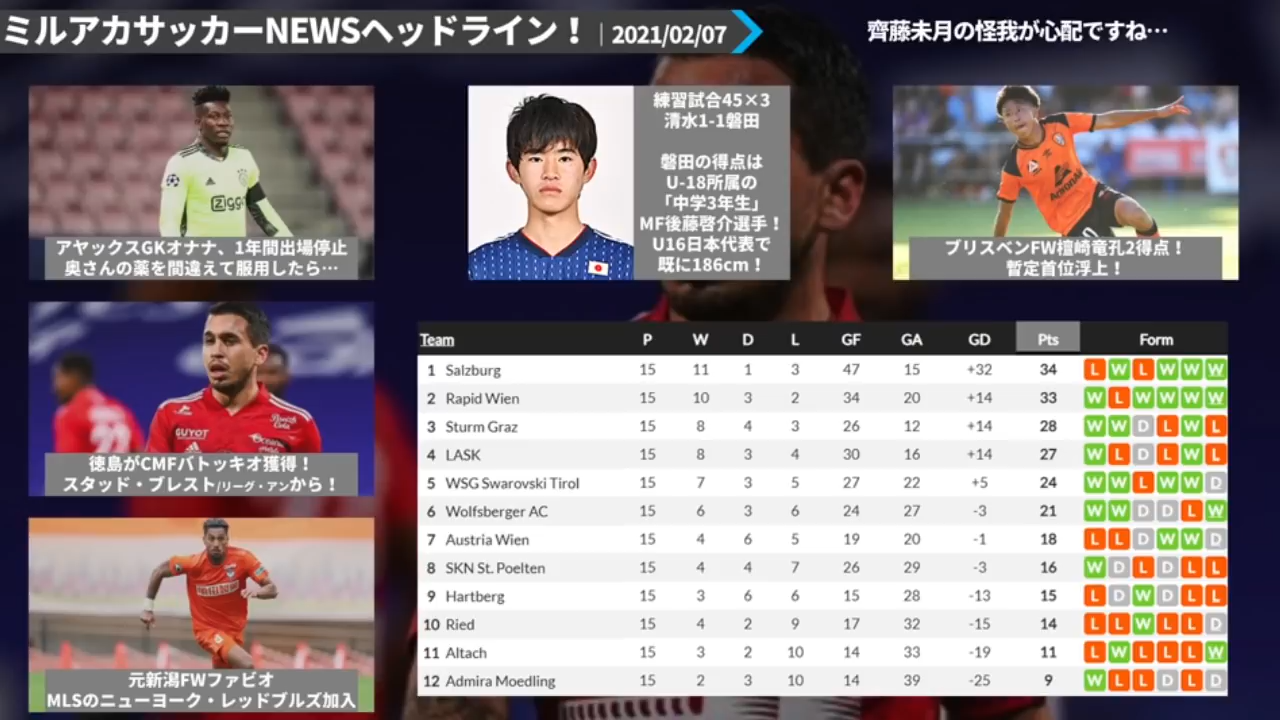 ミルアカサッカーNEWSヘッドライン！ | 2021/02/07
齊藤未月の怪我が心配ですね…
Ziggo
アヤックスGKオナナ、1年間出場停止
奥さんの薬を間違えて服用したら…
練習試合45×3
清水1-1磐田
磐田の得点は
U-18所属の
「中学3年生」
MF後藤啓介選手！
U16日本代表で
既に186cm！
ブリスベンFW檀崎竜孔2得点！
暫定首位浮上！
GUYOT
徳島がCMFバトッキオ獲得！
スタッド・ブレスト/リーグ・アンから！
元新潟FWファビオ
MLSのニューヨーク・レッドブルズ加入
Team P W D L GF GA GD Pts Form
1 Salzburg 15 11 1 3 47 15 +32 34 L W L W W W
2 Rapid Wien 15 10 3 2 34 20 +14 33 W L W W W W
3 Sturm Graz 15 8 4 3 26 12 +14 28 W W D L W L
4 LASK 15 8 3 4 30 16 +14 27 W L D L W L
5 WSG Swarovski Tirol 15 7 3 5 27 22 +5 24 W W L W W D
6 Wolfsberger AC 15 6 3 6 24 27 -3 21 W W D D L W
7 Austria Wien 15 4 6 5 19 20 -1 18 L L D W W D
8 SKN St. Poelten 15 4 4 7 26 29 -3 16 W D L D L L
9 Hartberg 15 3 6 6 15 28 -13 15 L D W D L L
10 Ried 15 4 2 9 17 32 -15 14 L L W L L D
11 Altach 15 3 2 10 14 33 -19 11 L W L L L W
12 Admira Moedling 15 2 3 10 14 39 -25 9 W L L D L D